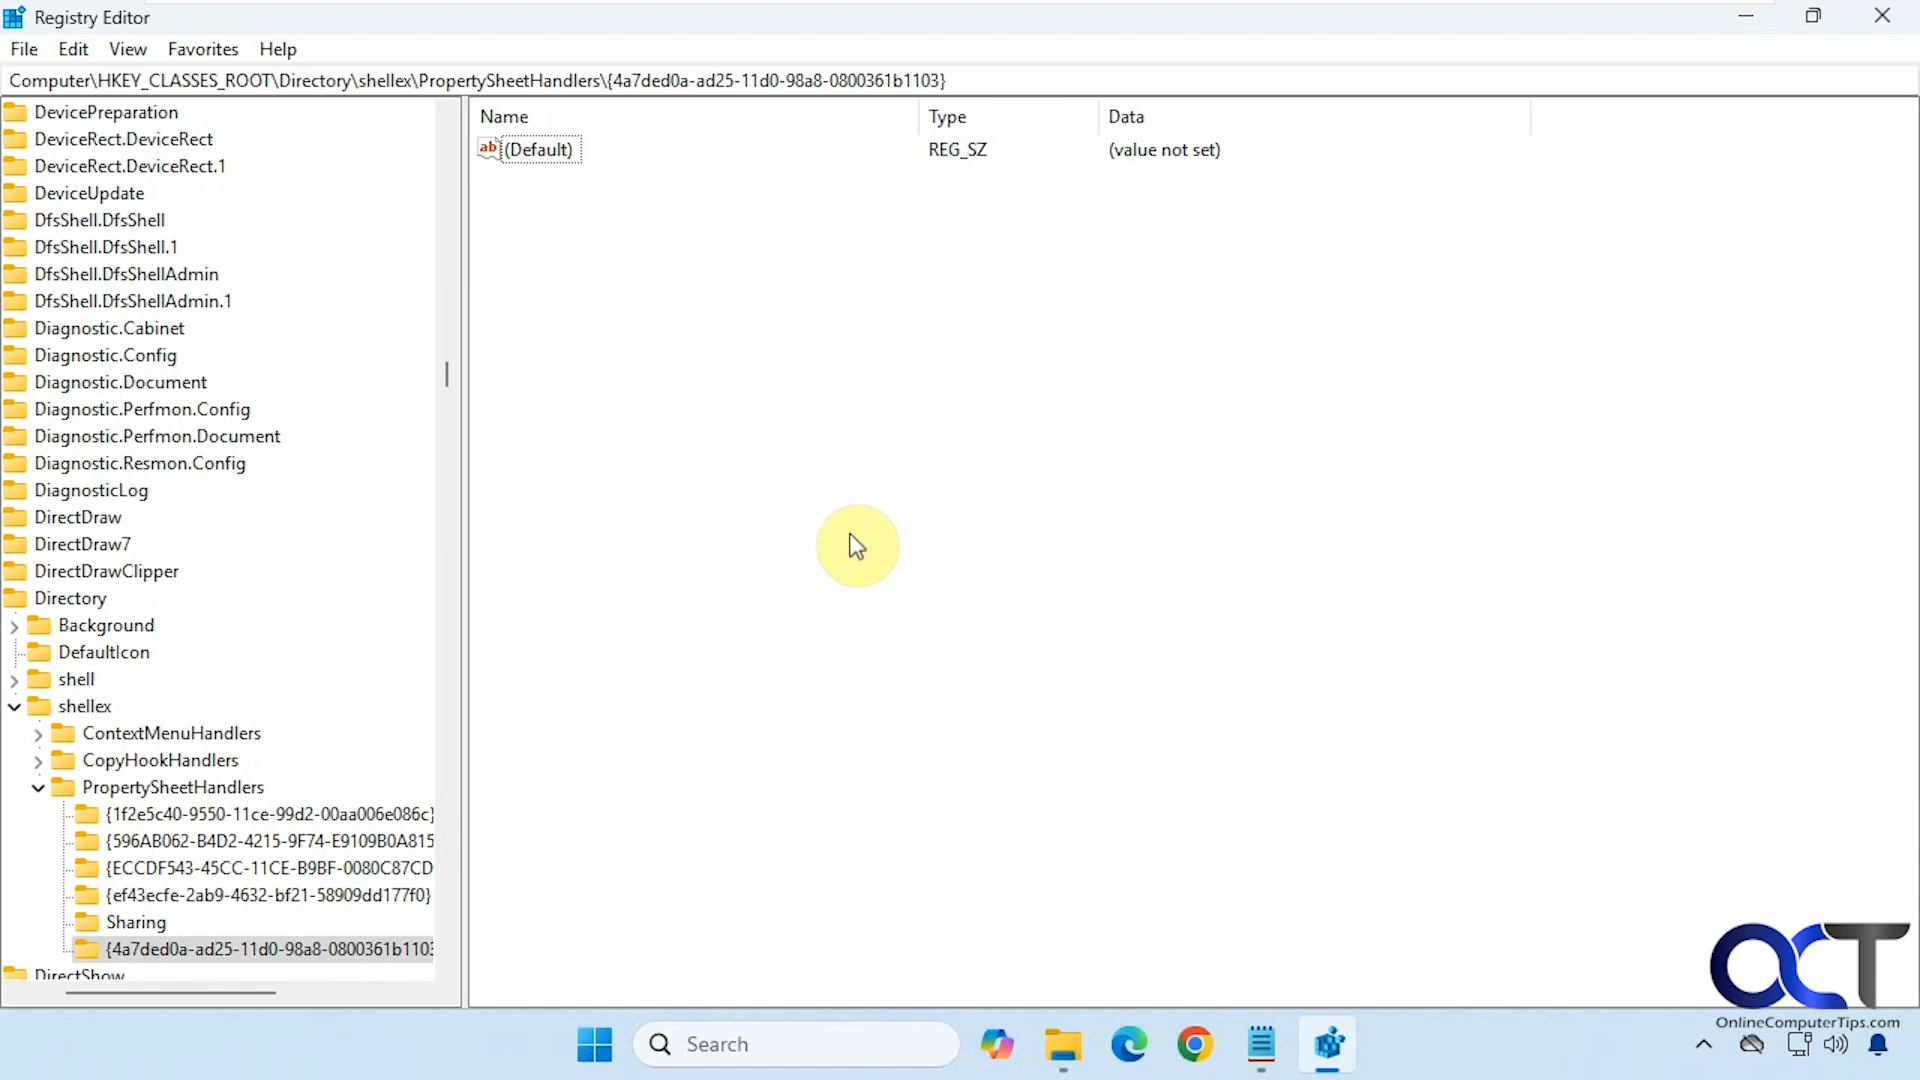 Registry Editor
File Edit View Favorites Help
Computer\HKEY_CLASSES_ROOT\Directory\shellex\PropertySheetHandlers\{4a7ded0a-ad25-11d0-98a8-0800361b1103}
DevicePreparation
DeviceRect.DeviceRect
DeviceRect.DeviceRect.1
DeviceUpdate
DfsShell.DfsShell
DfsShell.DfsShell.1
DfsShell.DfsShellAdmin
DfsShell.DfsShellAdmin.1
Diagnostic.Cabinet
Diagnostic.Config
Diagnostic.Document
Diagnostic.Perfmon.Config
Diagnostic.Perfmon.Document
Diagnostic.Resmon.Config
DiagnosticLog
DirectDraw
DirectDraw7
DirectDrawClipper
Directory
Background
DefaultIcon
shell
shellex
ContextMenuHandlers
CopyHookHandlers
PropertySheetHandlers
{1f2e5c40-9550-11ce-99d2-00aa006e086c}
{596AB062-B4D2-4215-9F74-E9109B0A815
{ECCDF543-45CC-11CE-B9BF-0080C87CD
{ef43ecfe-2ab9-4632-bf21-58909dd177f0}
Sharing
{4a7ded0a-ad25-11d0-98a8-0800361b1103
DirectShow
Name Type Data
ab (Default) REG_SZ (value not set)
OCT
OnlineComputerTips.com
Search